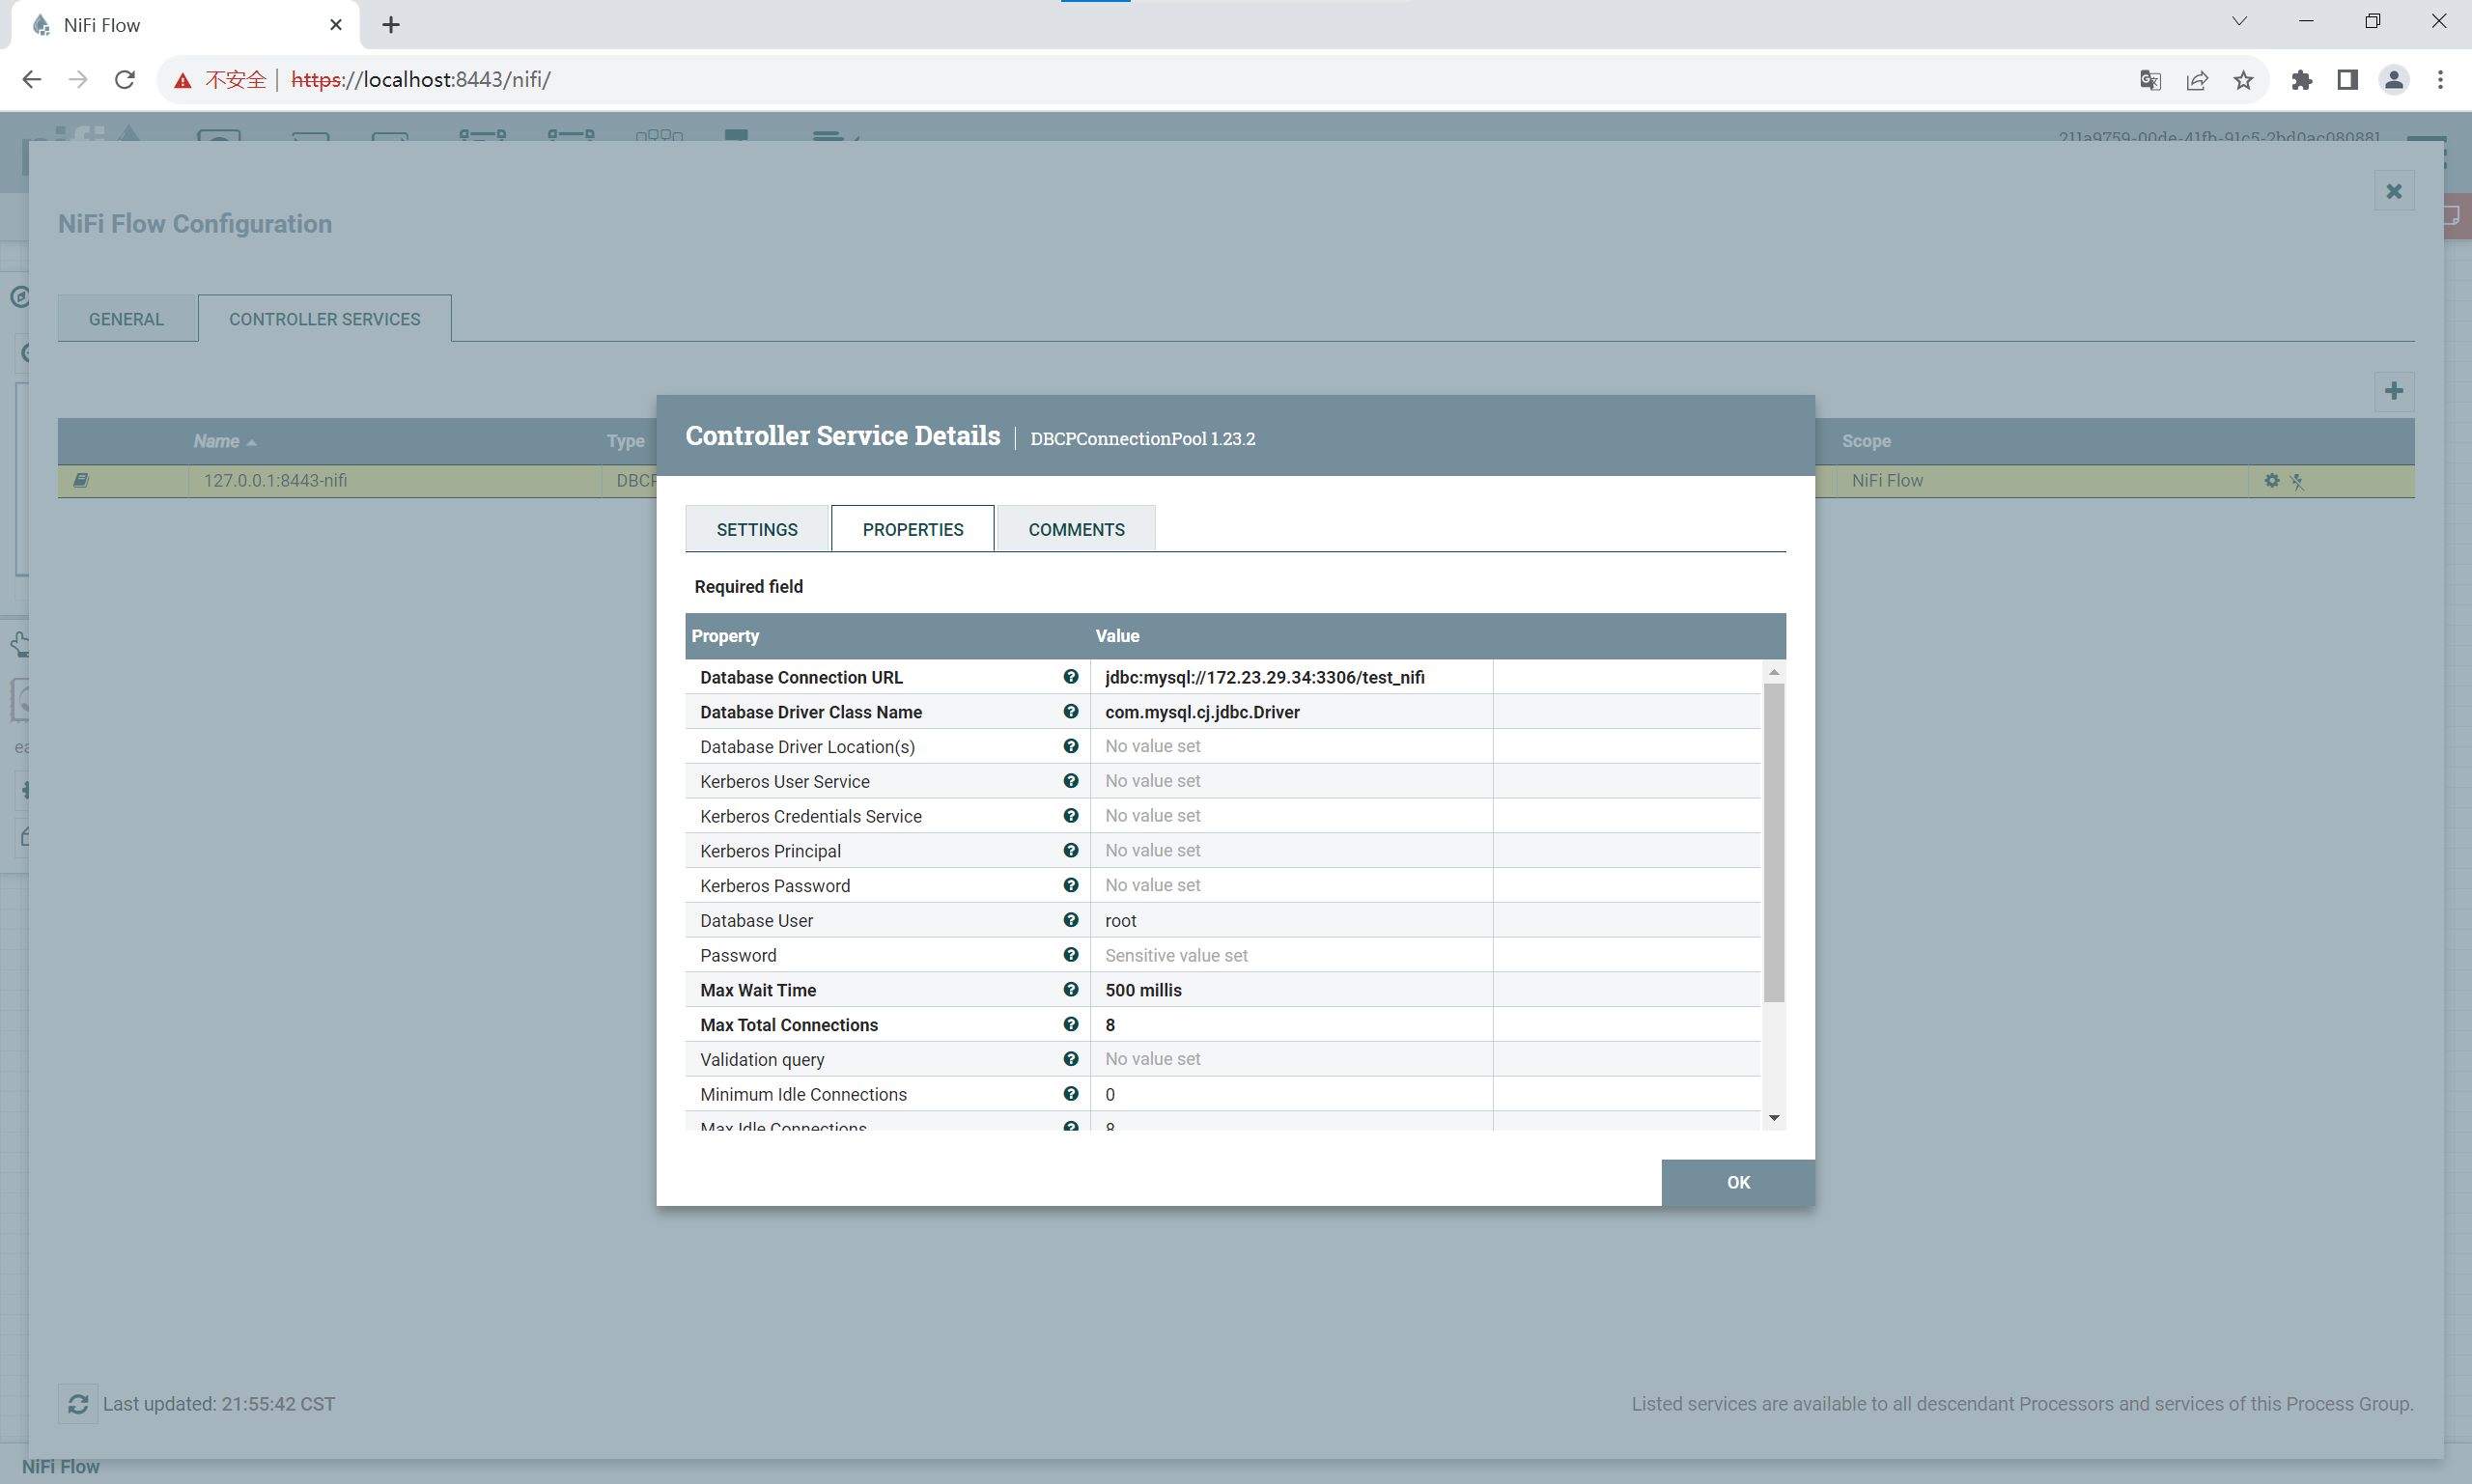 NiFi Flow
不安全 https://localhost:8443/nifi/
211a9759-00de-41fb-91c5-2bd0ac080881
NiFi Flow Configuration
GENERAL CONTROLLER SERVICES
Name Type Scope
127.0.0.1:8443-nifi DBCP NiFi Flow
Controller Service Details DBCPConnectionPool 1.23.2
SETTINGS PROPERTIES COMMENTS
Required field
Property Value
Database Connection URL jdbc:mysql://172.23.29.34:3306/test_nifi
Database Driver Class Name com.mysql.cj.jdbc.Driver
Database Driver Location(s) No value set
Kerberos User Service No value set
Kerberos Credentials Service No value set
Kerberos Principal No value set
Kerberos Password No value set
Database User root
Password Sensitive value set
Max Wait Time 500 millis
Max Total Connections 8
Validation query No value set
Minimum Idle Connections 0
Max Idle Connections 8
OK
Last updated: 21:55:42 CST
Listed services are available to all descendant Processors and services of this Process Group.
NiFi Flow